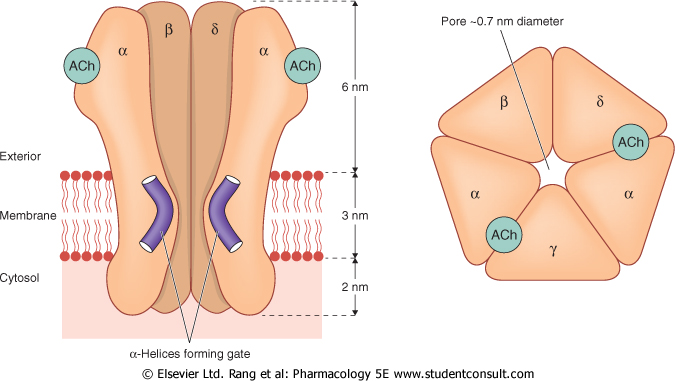 α
β
δ
α
ACh
ACh
6 nm
Exterior
Membrane
3 nm
Cytosol
2 nm
α-Helices forming gate
Pore ~0.7 nm diameter
β
δ
ACh
α
α
ACh
γ
© Elsevier Ltd. Rang et al: Pharmacology 5E www.studentconsult.com